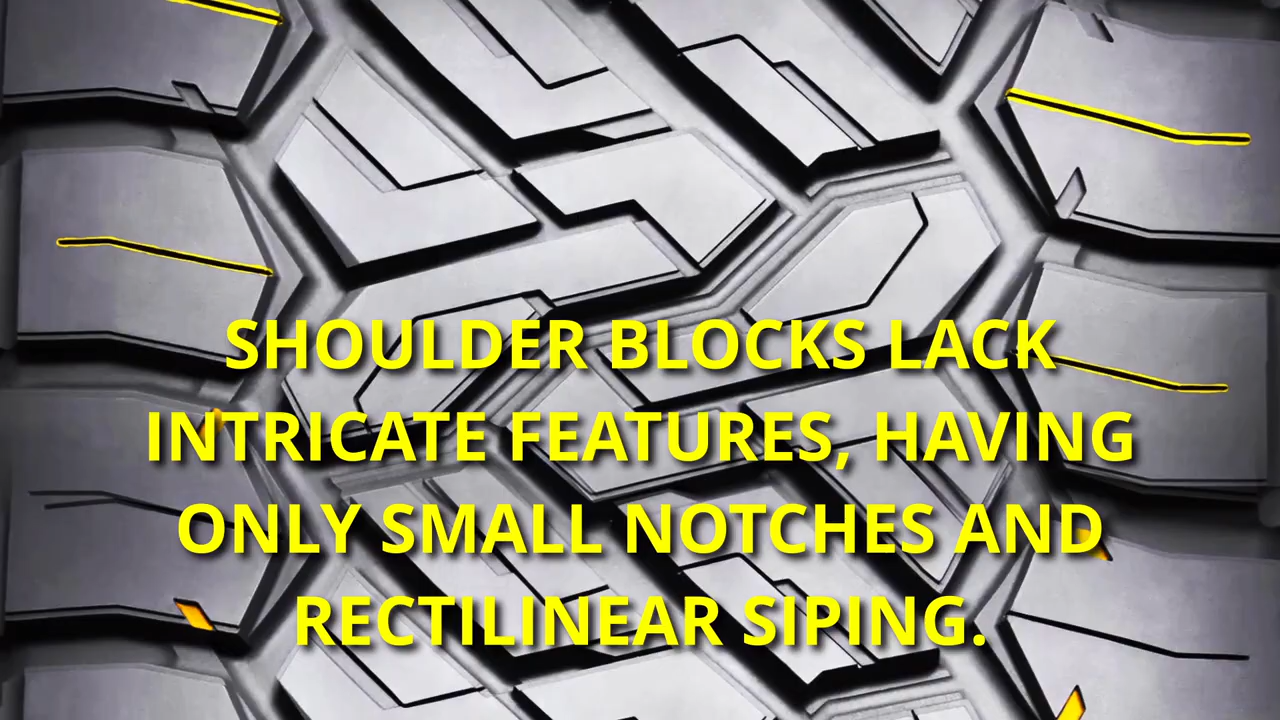 SHOULDER BLOCKS LACK
INTRICATE FEATURES, HAVING
ONLY SMALL NOTCHES AND
RECTILINEAR SIPING.